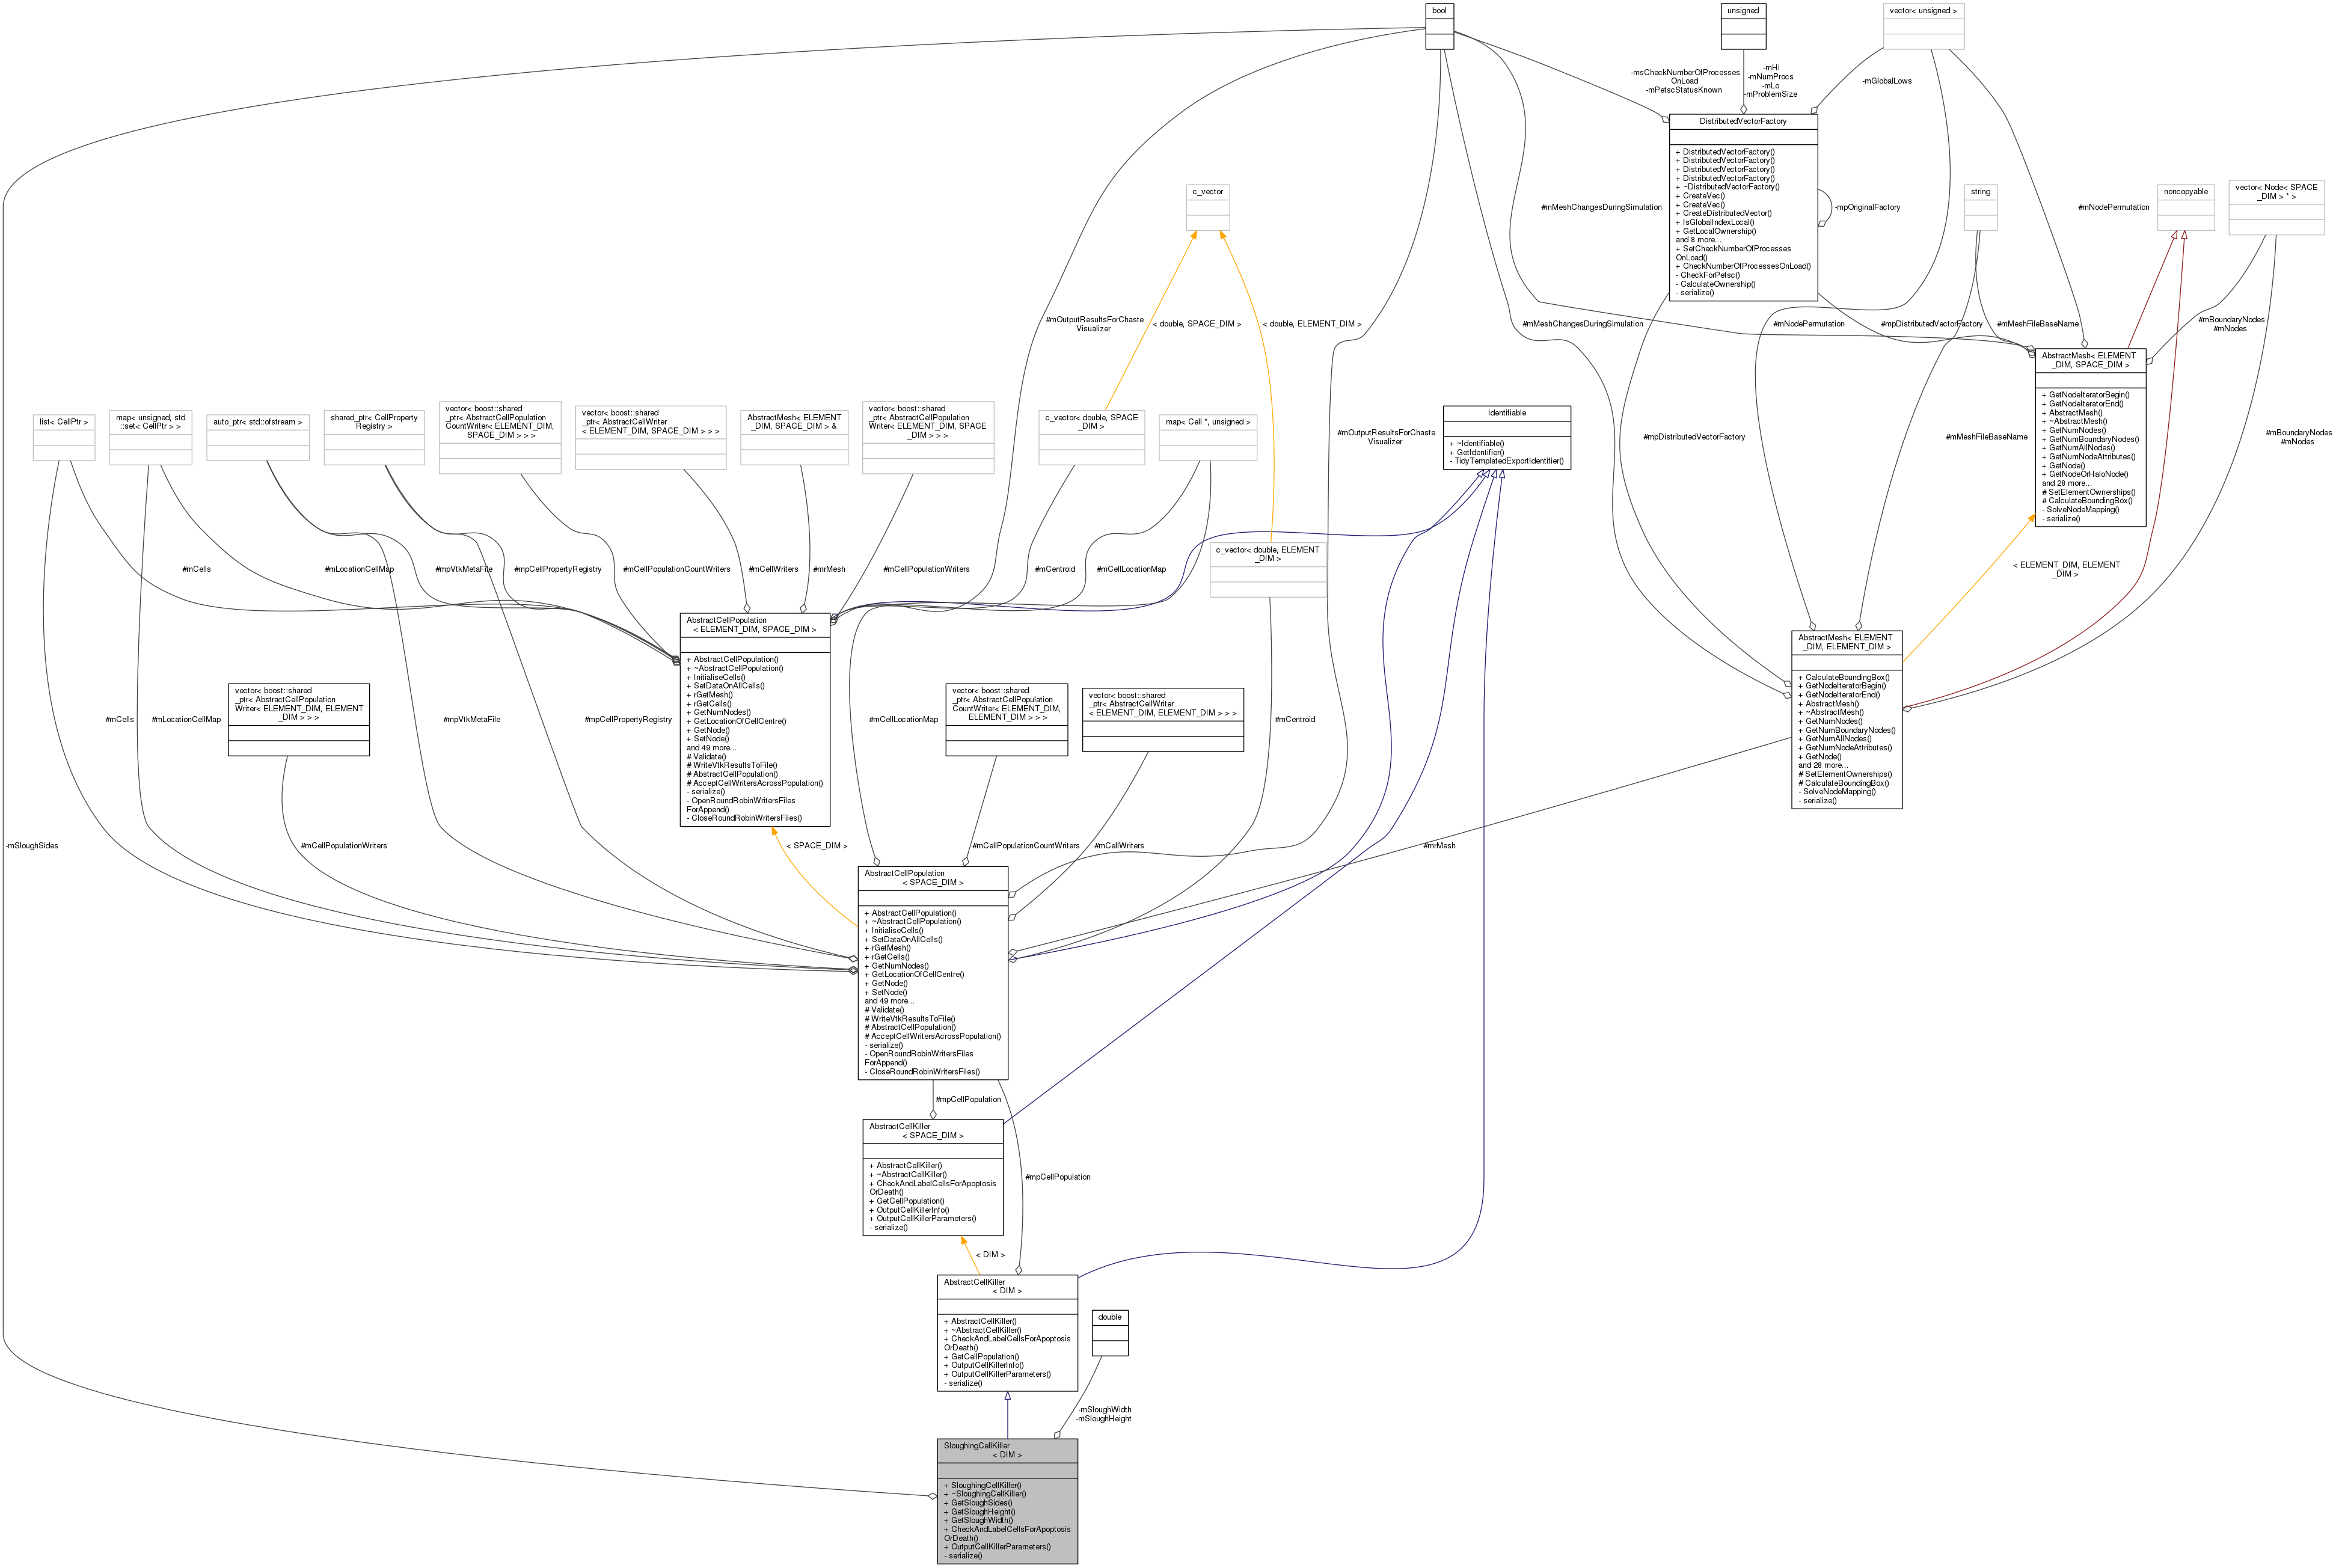 bool
unsigned
vector< unsigned >
-msCheckNumberOfProcesses
OnLoad
-mPetscStatusKnown
-mHi
-mNumProcs
-mLo
-mProblemSize
-mGlobalLows
DistributedVectorFactory
+ DistributedVectorFactory()
+ DistributedVectorFactory()
+ DistributedVectorFactory()
+ DistributedVectorFactory()
+ ~DistributedVectorFactory()
+ CreateVec()
+ CreateVec()
+ CreateDistributedVector()
+ IsGlobalIndexLocal()
+ GetLocalOwnership()
and 8 more...
+ SetCheckNumberOfProcesses
OnLoad()
+ CheckNumberOfProcessesOnLoad()
- CheckForPetsc()
- CalculateOwnership()
- serialize()
-mpOriginalFactory
c_vector
string
noncopyable
vector< Node< SPACE
_DIM > * >
#mMeshChangesDuringSimulation
#mNodePermutation
#mOutputResultsForChaste
Visualizer
< double, SPACE_DIM >
< double, ELEMENT_DIM >
#mMeshChangesDuringSimulation
#mNodePermutation
#mpDistributedVectorFactory
#mMeshFileBaseName
#mBoundaryNodes
#mNodes
AbstractMesh< ELEMENT
_DIM, SPACE_DIM >
+ GetNodeIteratorBegin()
+ GetNodeIteratorEnd()
+ AbstractMesh()
+ ~AbstractMesh()
+ GetNumNodes()
+ GetNumBoundaryNodes()
+ GetNumAllNodes()
+ GetNumNodeAttributes()
+ GetNode()
+ GetNodeOrHaloNode()
and 28 more...
# SetElementOwnerships()
# CalculateBoundingBox()
- SolveNodeMapping()
- serialize()
list< CellPtr >
map< unsigned, std
::set< CellPtr > >
auto_ptr< std::ofstream >
shared_ptr< CellProperty
Registry >
vector< boost::shared
_ptr< AbstractCellPopulation
CountWriter< ELEMENT_DIM,
SPACE_DIM > > >
vector< boost::shared
_ptr< AbstractCellWriter
< ELEMENT_DIM, SPACE_DIM > > >
AbstractMesh< ELEMENT
_DIM, SPACE_DIM > &
vector< boost::shared
_ptr< AbstractCellPopulation
Writer< ELEMENT_DIM, SPACE
_DIM > > >
c_vector< double, SPACE
_DIM >
map< Cell *, unsigned >
#mOutputResultsForChaste
Visualizer
Identifiable
+ ~Identifiable()
+ GetIdentifier()
- TidyTemplatedExportIdentifier()
#mpDistributedVectorFactory
#mMeshFileBaseName
#mBoundaryNodes
#mNodes
c_vector< double, ELEMENT
_DIM >
#mCells
#mLocationCellMap
#mpVtkMetaFile
#mpCellPropertyRegistry
#mCellPopulationCountWriters
#mCellWriters
#mrMesh
#mCellPopulationWriters
#mCentroid
#mCellLocationMap
< ELEMENT_DIM, ELEMENT
_DIM >
AbstractCellPopulation
< ELEMENT_DIM, SPACE_DIM >
+ AbstractCellPopulation()
+ ~AbstractCellPopulation()
+ InitialiseCells()
+ SetDataOnAllCells()
+ rGetMesh()
+ rGetCells()
+ GetNumNodes()
+ GetLocationOfCellCentre()
+ GetNode()
+ SetNode()
and 49 more...
# Validate()
# WriteVtkResultsToFile()
# AbstractCellPopulation()
# AcceptCellWritersAcrossPopulation()
- serialize()
- OpenRoundRobinWritersFiles
ForAppend()
- CloseRoundRobinWritersFiles()
AbstractMesh< ELEMENT
_DIM, ELEMENT_DIM >
+ CalculateBoundingBox()
+ GetNodeIteratorBegin()
+ GetNodeIteratorEnd()
+ AbstractMesh()
+ ~AbstractMesh()
+ GetNumNodes()
+ GetNumBoundaryNodes()
+ GetNumAllNodes()
+ GetNumNodeAttributes()
+ GetNode()
and 28 more...
# SetElementOwnerships()
# CalculateBoundingBox()
- SolveNodeMapping()
- serialize()
vector< boost::shared
_ptr< AbstractCellPopulation
Writer< ELEMENT_DIM, ELEMENT
_DIM > > >
#mCells
#mLocationCellMap
#mpVtkMetaFile
#mpCellPropertyRegistry
#mCellLocationMap
vector< boost::shared
_ptr< AbstractCellPopulation
CountWriter< ELEMENT_DIM,
ELEMENT_DIM > > >
vector< boost::shared
_ptr< AbstractCellWriter
< ELEMENT_DIM, ELEMENT_DIM > > >
#mCentroid
-mSloughSides
#mCellPopulationWriters
< SPACE_DIM >
#mCellPopulationCountWriters
#mCellWriters
#mrMesh
AbstractCellPopulation
< SPACE_DIM >
+ AbstractCellPopulation()
+ ~AbstractCellPopulation()
+ InitialiseCells()
+ SetDataOnAllCells()
+ rGetMesh()
+ rGetCells()
+ GetNumNodes()
+ GetLocationOfCellCentre()
+ GetNode()
+ SetNode()
and 49 more...
# Validate()
# WriteVtkResultsToFile()
# AbstractCellPopulation()
# AcceptCellWritersAcrossPopulation()
- serialize()
- OpenRoundRobinWritersFiles
ForAppend()
- CloseRoundRobinWritersFiles()
#mpCellPopulation
AbstractCellKiller
< SPACE_DIM >
+ AbstractCellKiller()
+ ~AbstractCellKiller()
+ CheckAndLabelCellsForApoptosis
OrDeath()
+ GetCellPopulation()
+ OutputCellKillerInfo()
+ OutputCellKillerParameters()
- serialize()
#mpCellPopulation
< DIM >
AbstractCellKiller
< DIM >
+ AbstractCellKiller()
+ ~AbstractCellKiller()
+ CheckAndLabelCellsForApoptosis
OrDeath()
+ GetCellPopulation()
+ OutputCellKillerInfo()
+ OutputCellKillerParameters()
- serialize()
double
-mSloughWidth
-mSloughHeight
SloughingCellKiller
< DIM >
+ SloughingCellKiller()
+ ~SloughingCellKiller()
+ GetSloughSides()
+ GetSloughHeight()
+ GetSloughWidth()
+ CheckAndLabelCellsForApoptosis
OrDeath()
+ OutputCellKillerParameters()
- serialize()